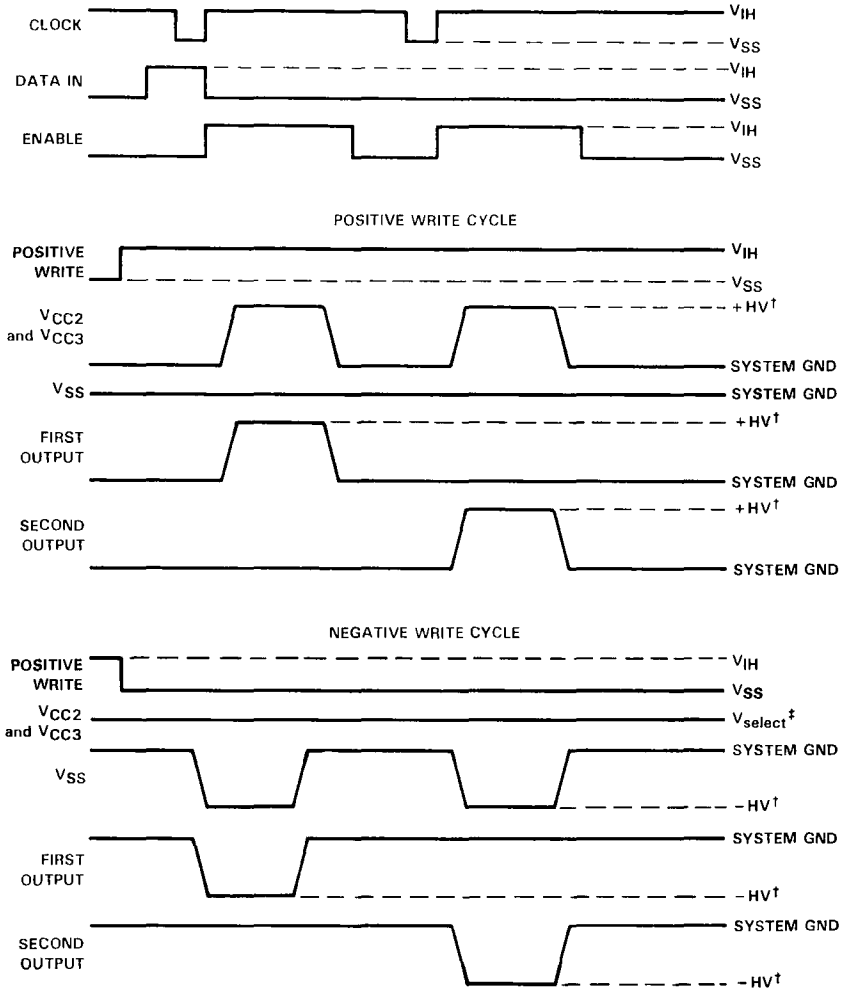 CLOCK
VIH
VSS
DATA IN
VIH
VSS
ENABLE
VIH
VSS
POSITIVE WRITE CYCLE
POSITIVE
WRITE
VIH
VSS
VCC2
and VCC3
+HV†
SYSTEM GND
VSS
SYSTEM GND
FIRST
OUTPUT
+HV†
SYSTEM GND
SECOND
OUTPUT
+HV†
SYSTEM GND
NEGATIVE WRITE CYCLE
POSITIVE
WRITE
VIH
VSS
VCC2
and VCC3
Vselect‡
VSS
SYSTEM GND
-HV†
FIRST
OUTPUT
SYSTEM GND
-HV†
SECOND
OUTPUT
SYSTEM GND
-HV†